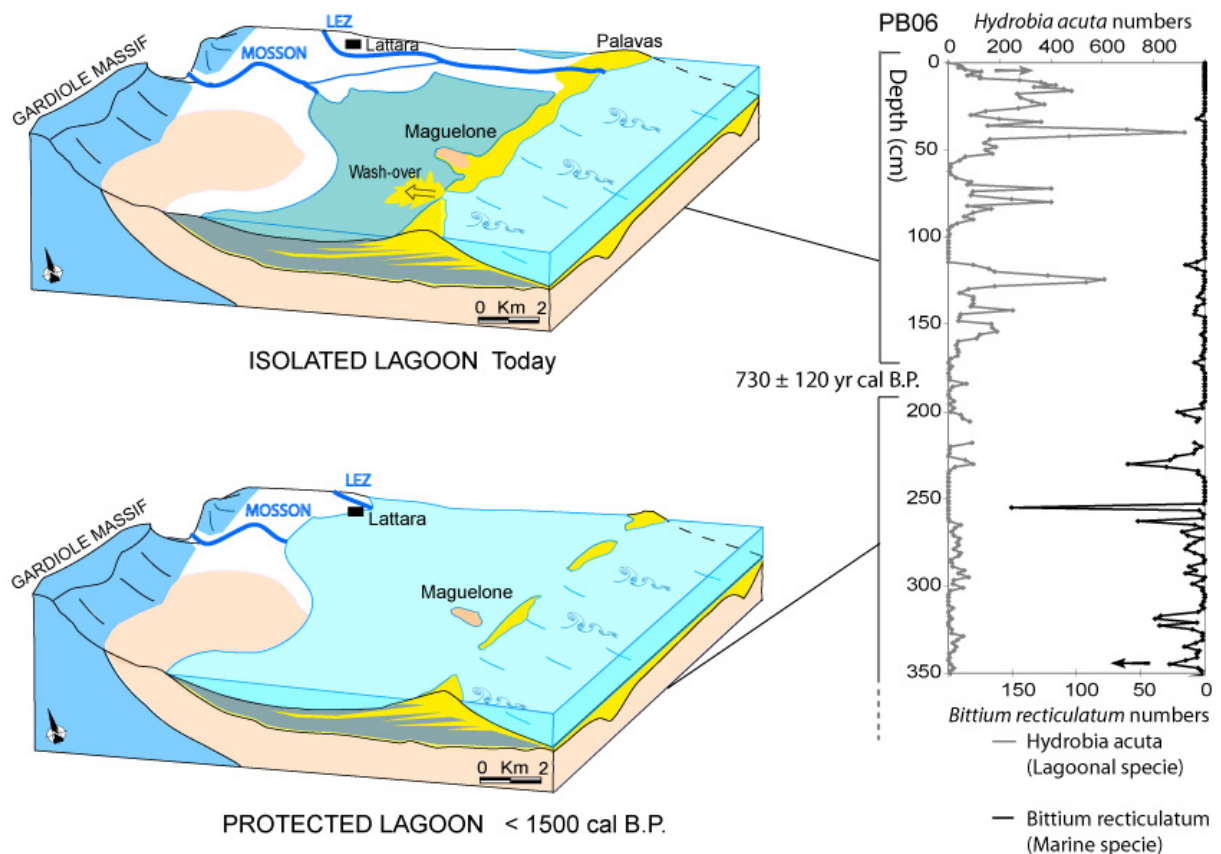 LEZ
Lattara
Palavas
MOSSON
GARDIOLE MASSIF
Maguelone
Wash-over
0 Km 2
ISOLATED LAGOON Today
LEZ
MOSSON
Lattara
GARDIOLE MASSIF
Maguelone
0 Km 2
PROTECTED LAGOON < 1500 cal B.P.
PB06
Hydrobia acuta numbers
0 200 400 600 800
Depth (cm)
0
50
100
150
730 ± 120 yr cal B.P.
200
250
300
350
150 100 50 0
Bittium recticulatum numbers
Hydrobia acuta
(Lagoonal specie)
Bittium recticulatum
(Marine specie)